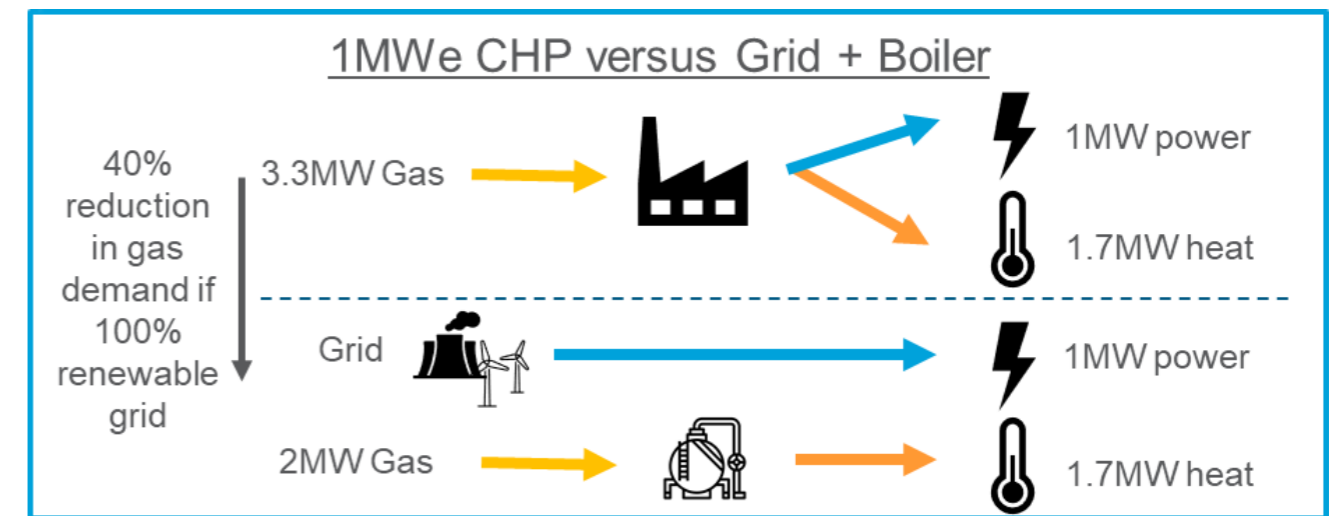 1MWe CHP versus Grid + Boiler
40%
reduction
in gas
demand if
100%
renewable
grid
3.3MW Gas
1MW power
1.7MW heat
Grid
1MW power
2MW Gas
1.7MW heat